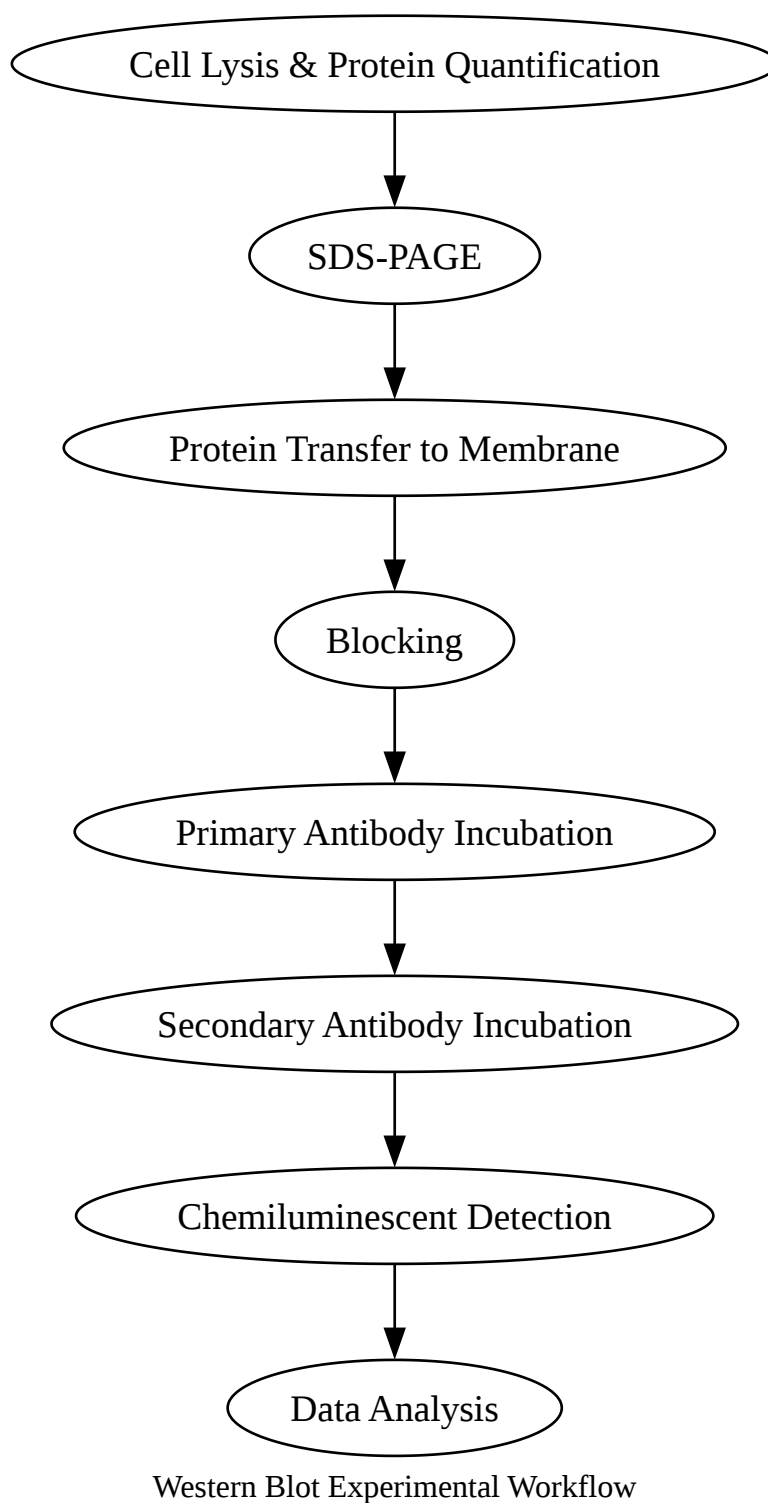 Cell Lysis & Protein Quantification
SDS-PAGE
Protein Transfer to Membrane
Blocking
Primary Antibody Incubation
Secondary Antibody Incubation
Chemiluminescent Detection
Data Analysis
Western Blot Experimental Workflow